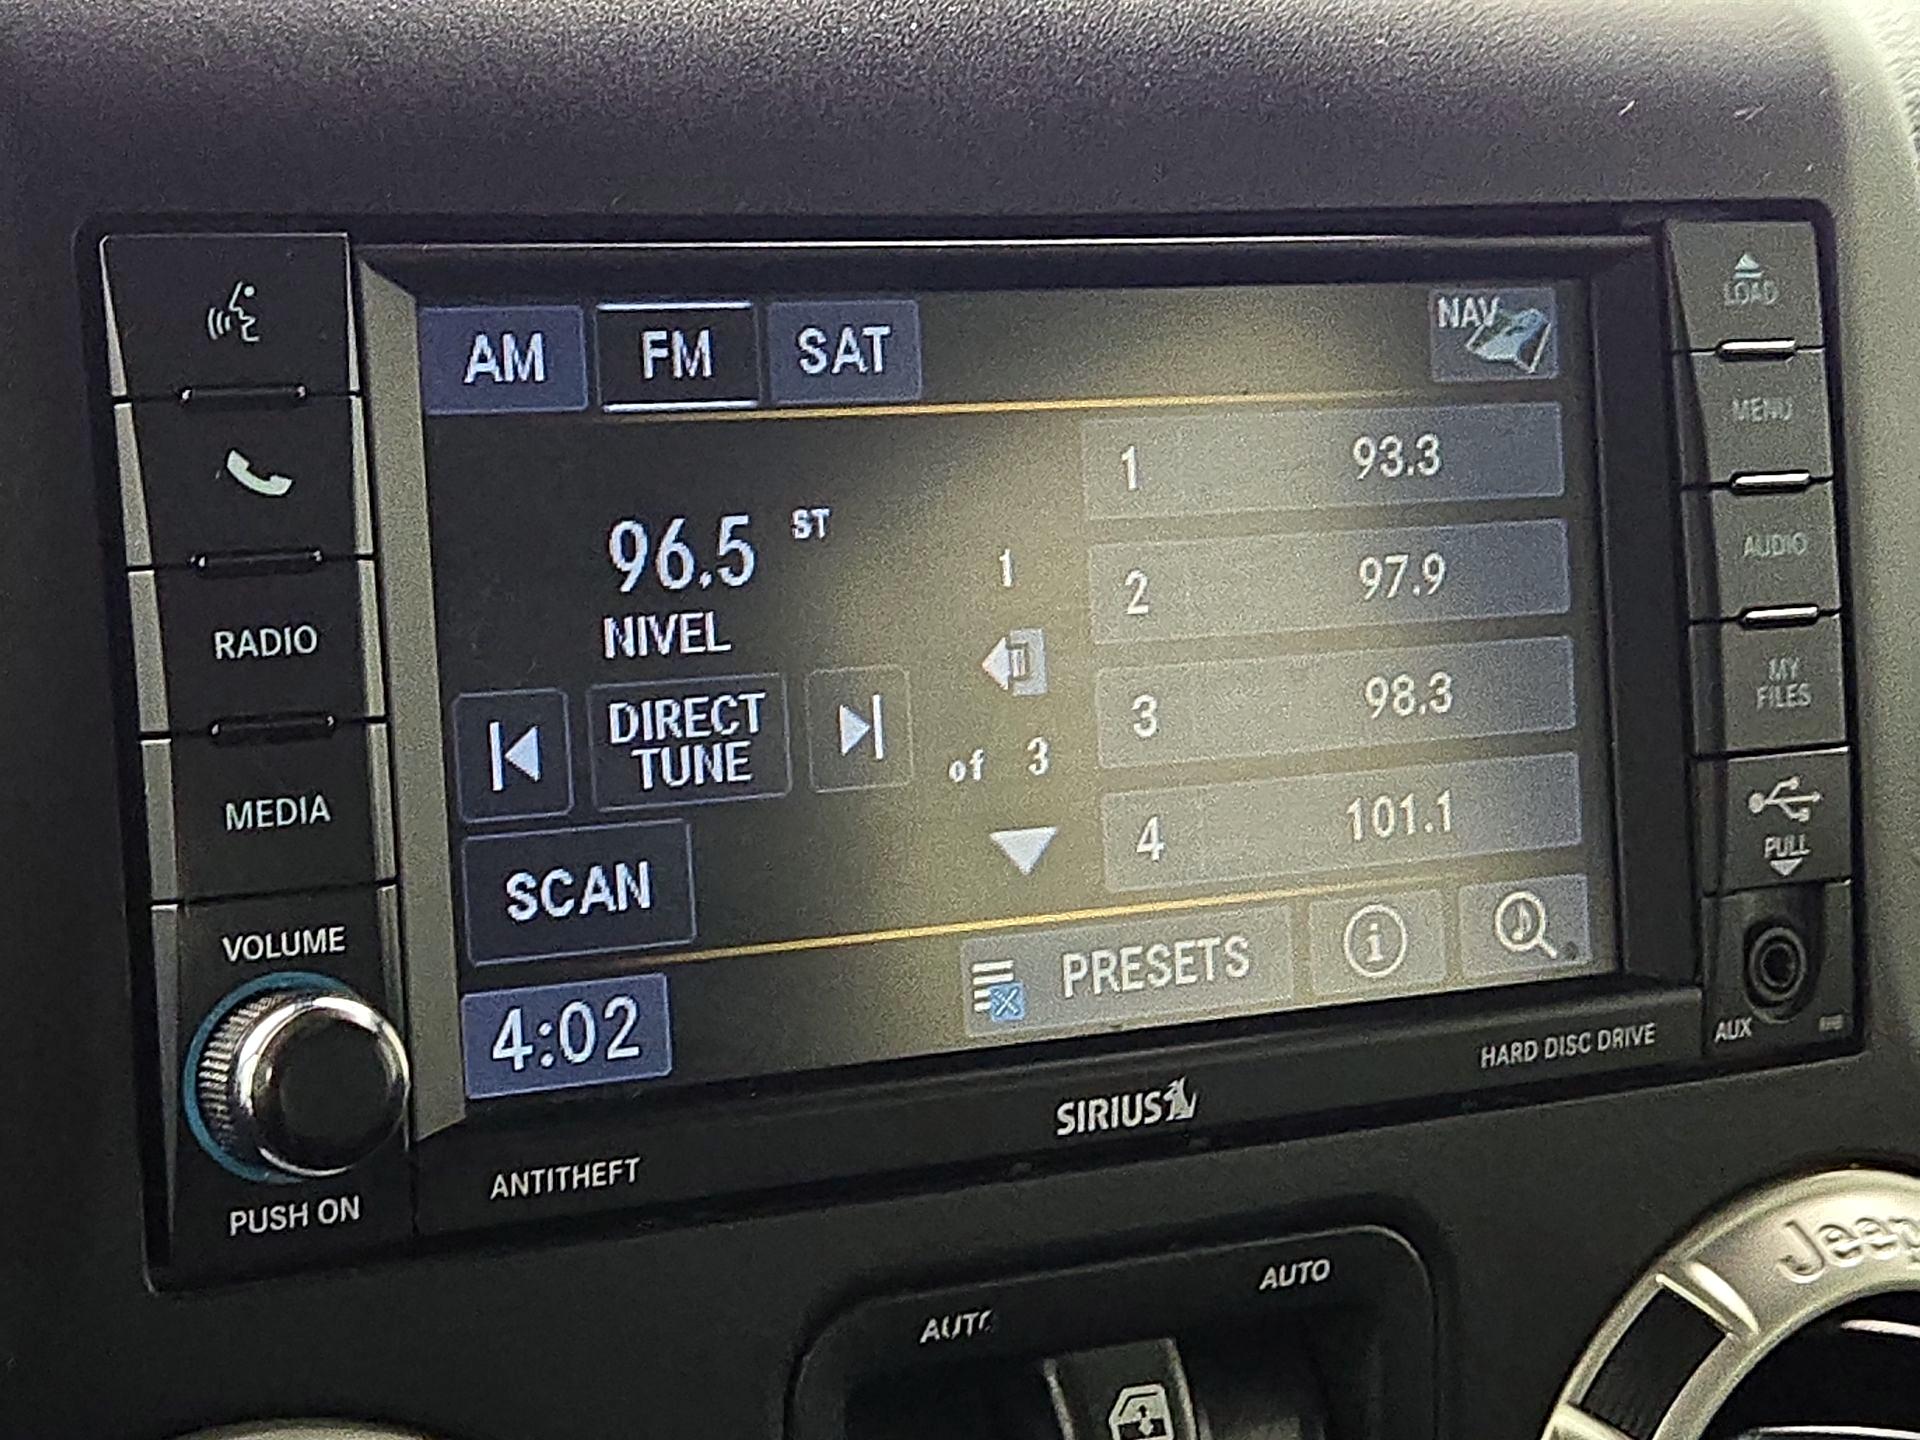 AM FM SAT NAV
LOAD
MENU
AUDIO
MY
FILES
PULL
AUX
RADIO
MEDIA
VOLUME
PUSH ON
96.5 ST
NIVEL
DIRECT
TUNE
SCAN
4:02
1
of 3
1 93.3
2 97.9
3 98.3
4 101.1
PRESETS
i
HARD DISC DRIVE
SIRIUS
ANTITHEFT
AUTO
AUTO
Jeep